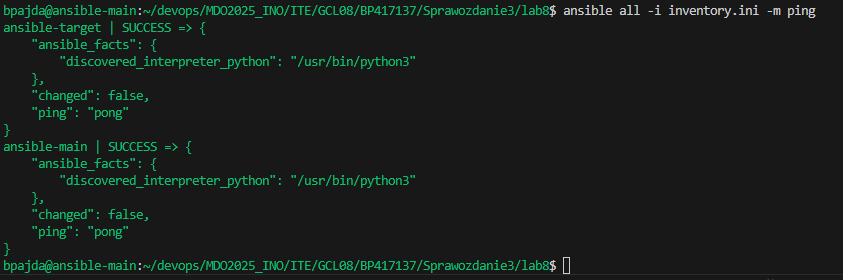 bpajda@ansible-main:~/devops/MDO2025_INO/ITE/GCL08/BP417137/Sprawozdanie3/lab8$ ansible all -i inventory.ini -m ping
ansible-target | SUCCESS => {
    "ansible_facts": {
        "discovered_interpreter_python": "/usr/bin/python3"
    },
    "changed": false,
    "ping": "pong"
}
ansible-main | SUCCESS => {
    "ansible_facts": {
        "discovered_interpreter_python": "/usr/bin/python3"
    },
    "changed": false,
    "ping": "pong"
}
bpajda@ansible-main:~/devops/MDO2025_INO/ITE/GCL08/BP417137/Sprawozdanie3/lab8$